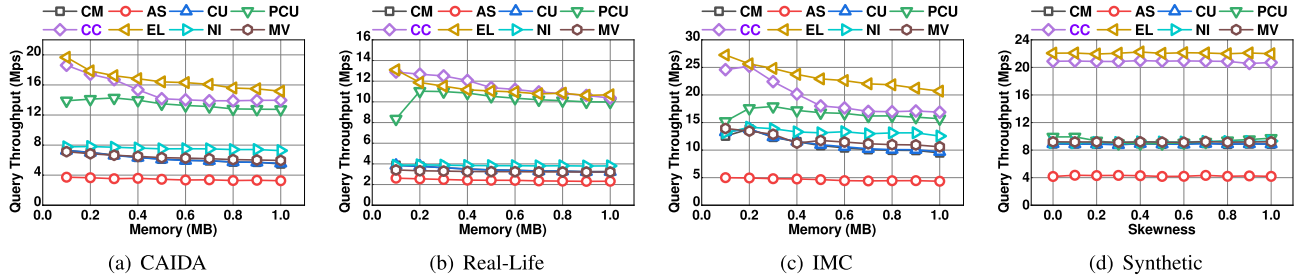 CM AS CU PCU
CC EL NI MV
Query Throughput (Mps)
20
16
12
8
4
0
0.0 0.2 0.4 0.6 0.8 1.0
Memory (MB)
(a) CAIDA
CM AS CU PCU
CC EL NI MV
Query Throughput (Mps)
16
14
12
10
8
6
4
2
0
0.0 0.2 0.4 0.6 0.8 1.0
Memory (MB)
(b) Real-Life
CM AS CU PCU
CC EL NI MV
Query Throughput (Mps)
30
25
20
15
10
5
0
0.0 0.2 0.4 0.6 0.8 1.0
Memory (MB)
(c) IMC
CM AS CU PCU
CC EL NI MV
Query Throughput (Mps)
24
20
16
12
8
4
0
0.0 0.2 0.4 0.6 0.8 1.0
Skewness
(d) Synthetic